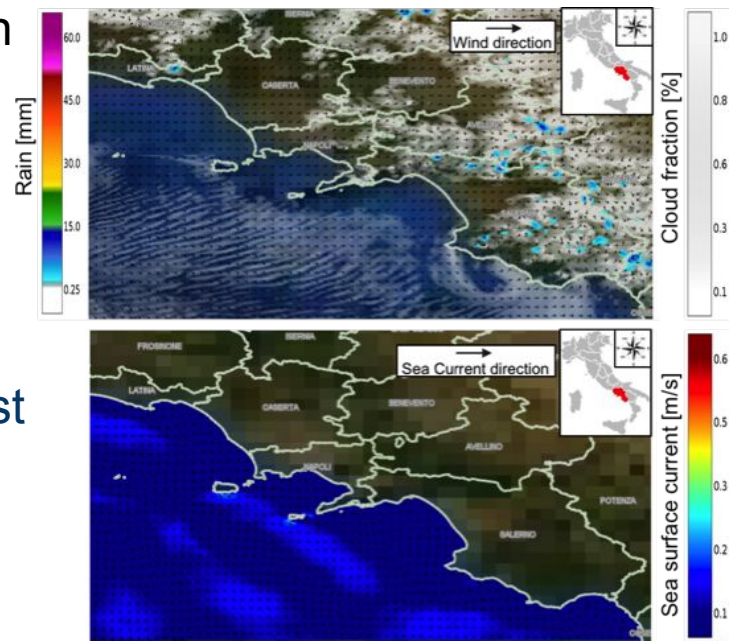 n
Rain [mm]
60.0
45.0
30.0
15.0
0.25
Wind direction
LATINA
CASERTA
BENEVENTO
NAPOLI
Cloud fraction [%]
1.0
0.8
0.6
0.3
0.1
st
Sea Current direction
FROSINONE
ISERNIA
LATINA
CASERTA
BENEVENTO
AVELLINO
NAPOLI
POTENZA
SALERNO
Sea surface current [m/s]
0.6
0.5
0.3
0.2
0.1